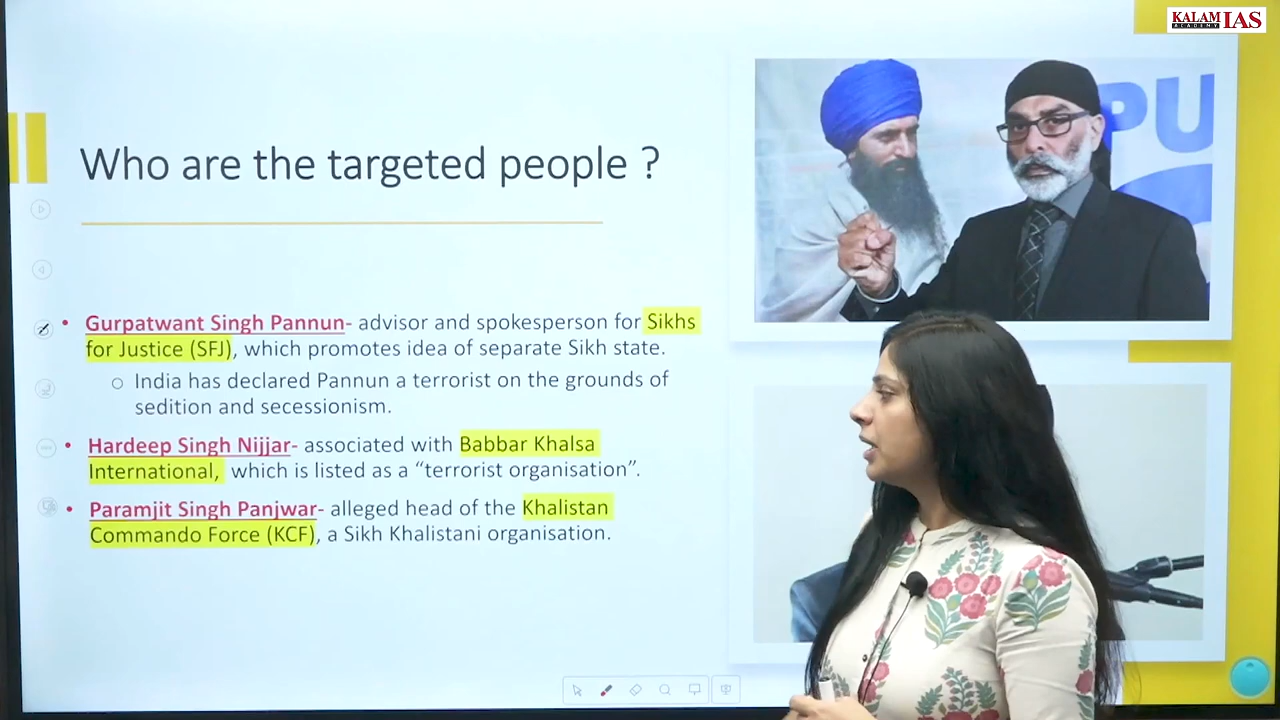 KALAM IAS
ACADEMY
PU
Who are the targeted people ?
• Gurpatwant Singh Pannun- advisor and spokesperson for Sikhs
for Justice (SFJ), which promotes idea of separate Sikh state.
o India has declared Pannun a terrorist on the grounds of
sedition and secessionism.
• Hardeep Singh Nijjar- associated with Babbar Khalsa
International, which is listed as a “terrorist organisation”.
• Paramjit Singh Panjwar- alleged head of the Khalistan
Commando Force (KCF), a Sikh Khalistani organisation.